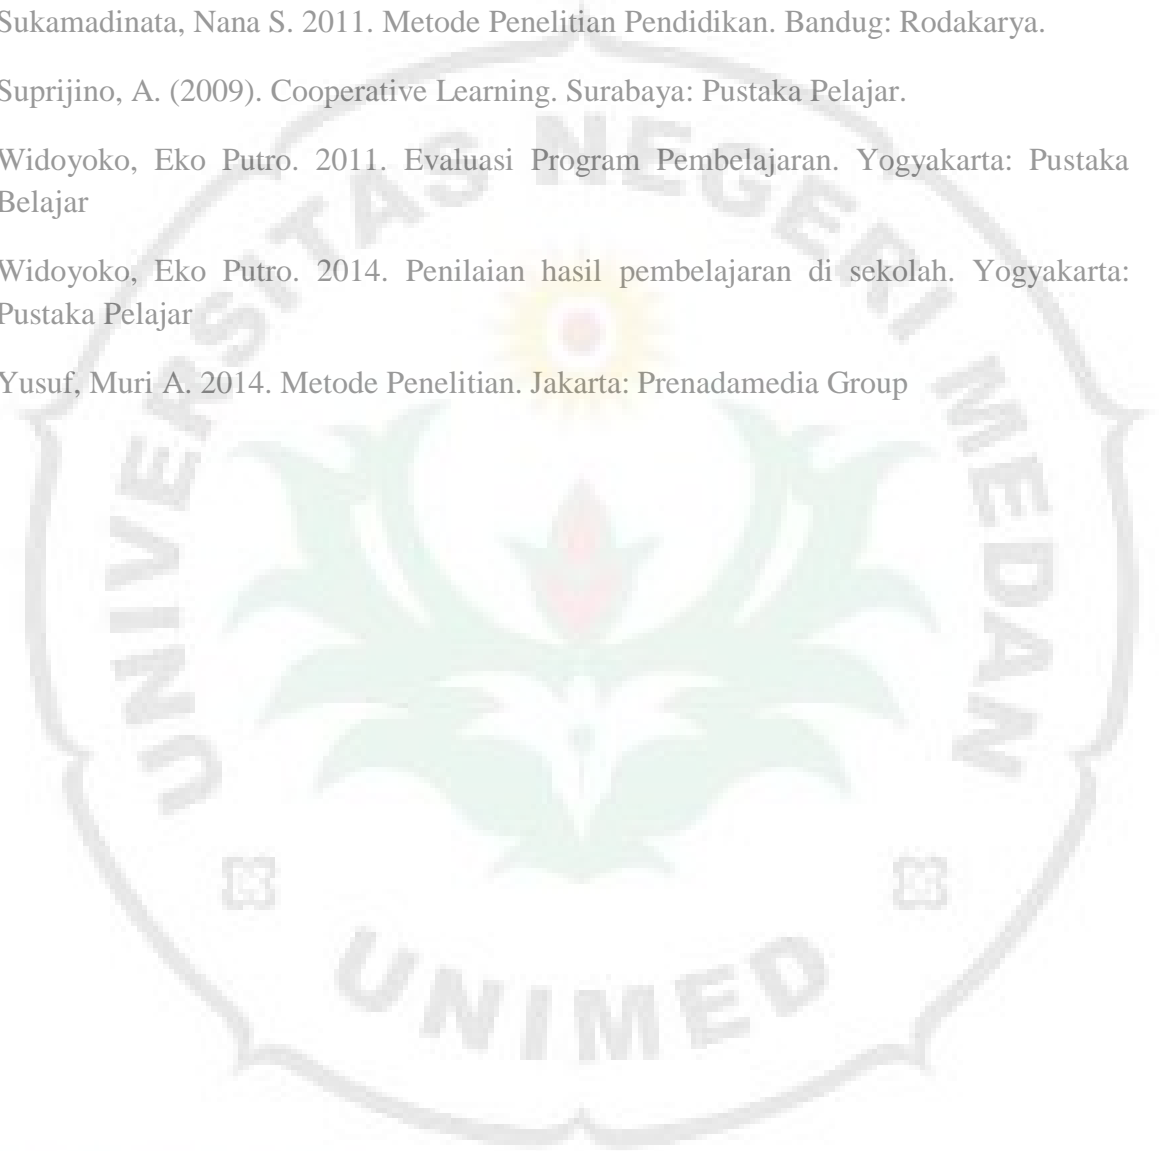 Sukamadinata, Nana S. 2011. Metode Penelitian Pendidikan. Bandug: Rodakarya.
Suprijino, A. (2009). Cooperative Learning. Surabaya: Pustaka Pelajar.
Widoyoko, Eko Putro. 2011. Evaluasi Program Pembelajaran. Yogyakarta: Pustaka
Belajar
Widoyoko, Eko Putro. 2014. Penilaian hasil pembelajaran di sekolah. Yogyakarta:
Pustaka Pelajar
Yusuf, Muri A. 2014. Metode Penelitian. Jakarta: Prenadamedia Group
UNIVERSITAS NEGERI MEDAN
UNIMED